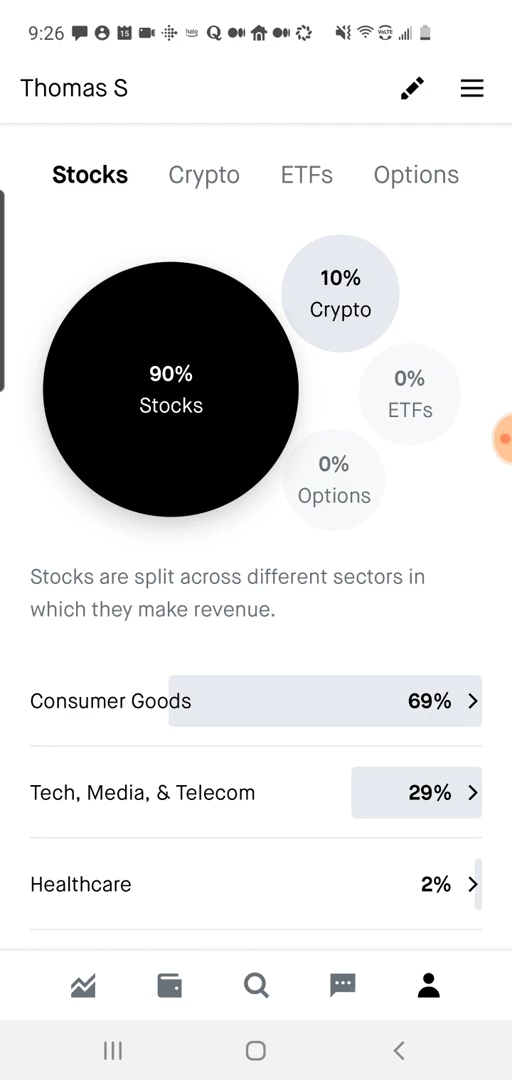 9:26
Thomas S
Stocks Crypto ETFs Options
10%
Crypto
90%
Stocks
0%
ETFs
0%
Options
Stocks are split across different sectors in
which they make revenue.
Consumer Goods 69%
Tech, Media, & Telecom 29%
Healthcare 2%